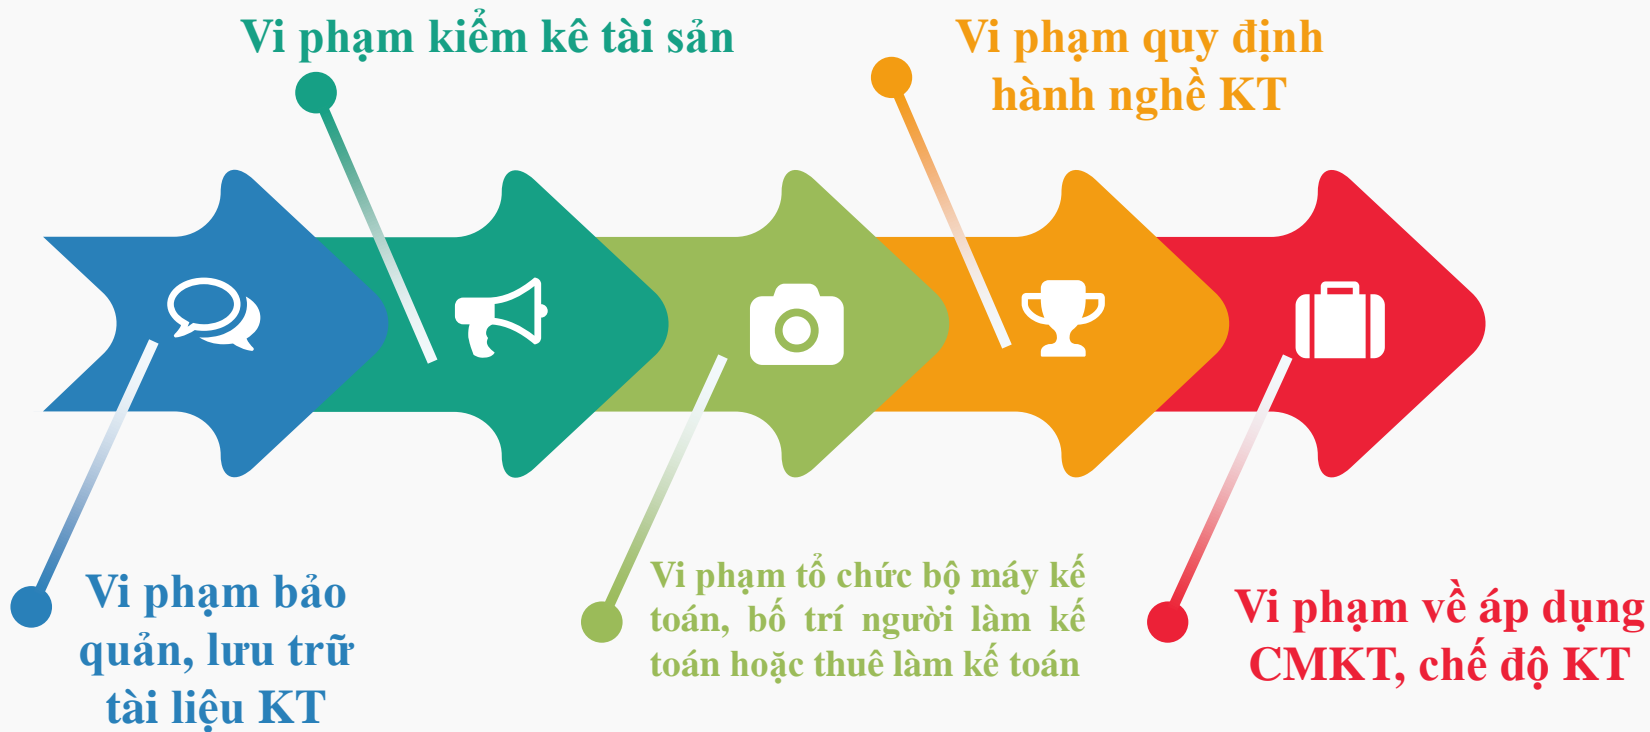 Vi phạm kiểm kê tài sản
Vi phạm quy định
hành nghề KT
Vi phạm bảo
quản, lưu trữ
tài liệu KT
Vi phạm tổ chức bộ máy kế
toán, bố trí người làm kế
toán hoặc thuê làm kế toán
Vi phạm về áp dụng
CMKT, chế độ KT